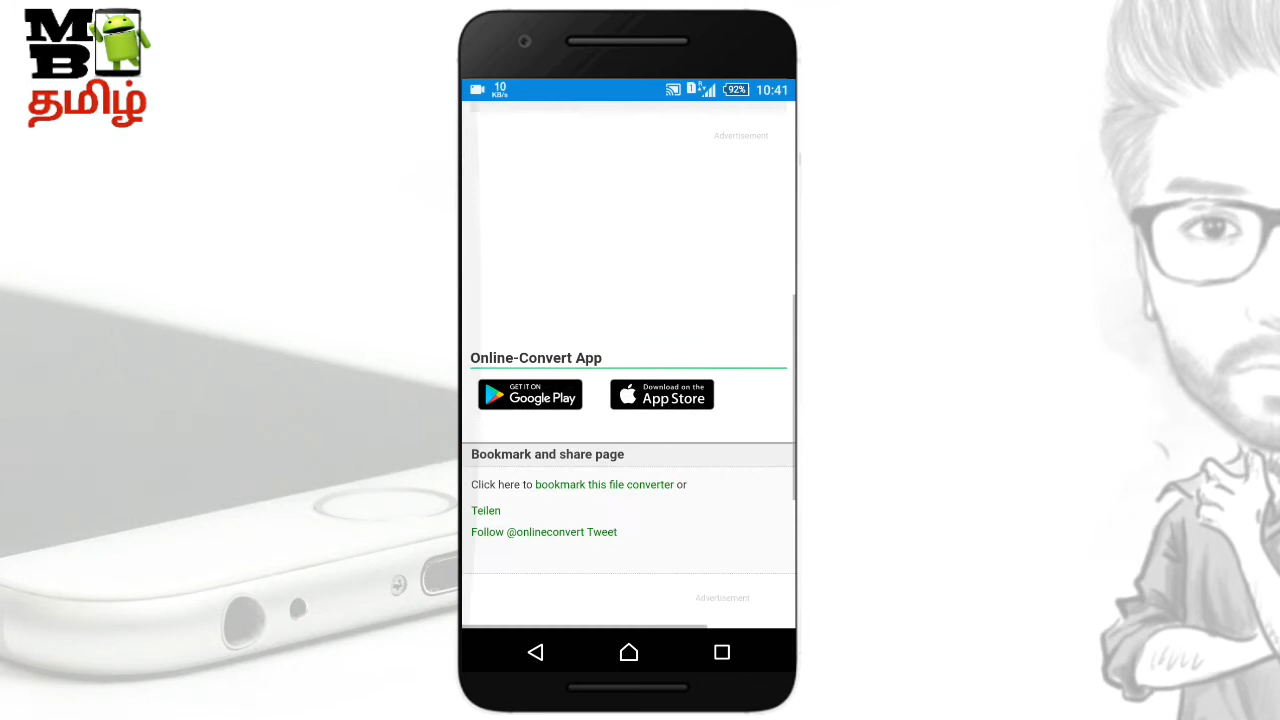 MB
தமிழ்
10
KB/s
1
R
92%
10:41
Advertisement
Online-Convert App
GET IT ON
Google Play
Download on the
App Store
Bookmark and share page
Click here to bookmark this file converter or
Teilen
Follow @onlineconvert Tweet
Advertisement